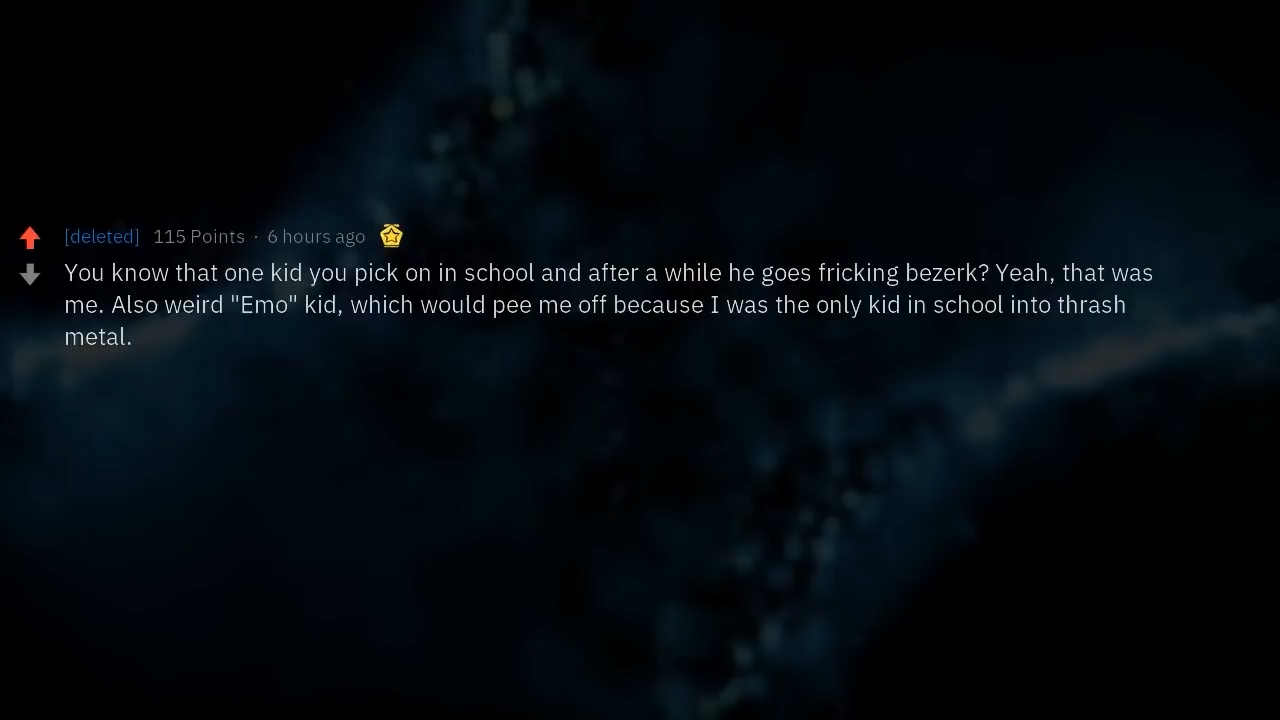 [deleted] 115 Points · 6 hours ago
You know that one kid you pick on in school and after a while he goes fricking bezerk? Yeah, that was
me. Also weird "Emo" kid, which would pee me off because I was the only kid in school into thrash
metal.